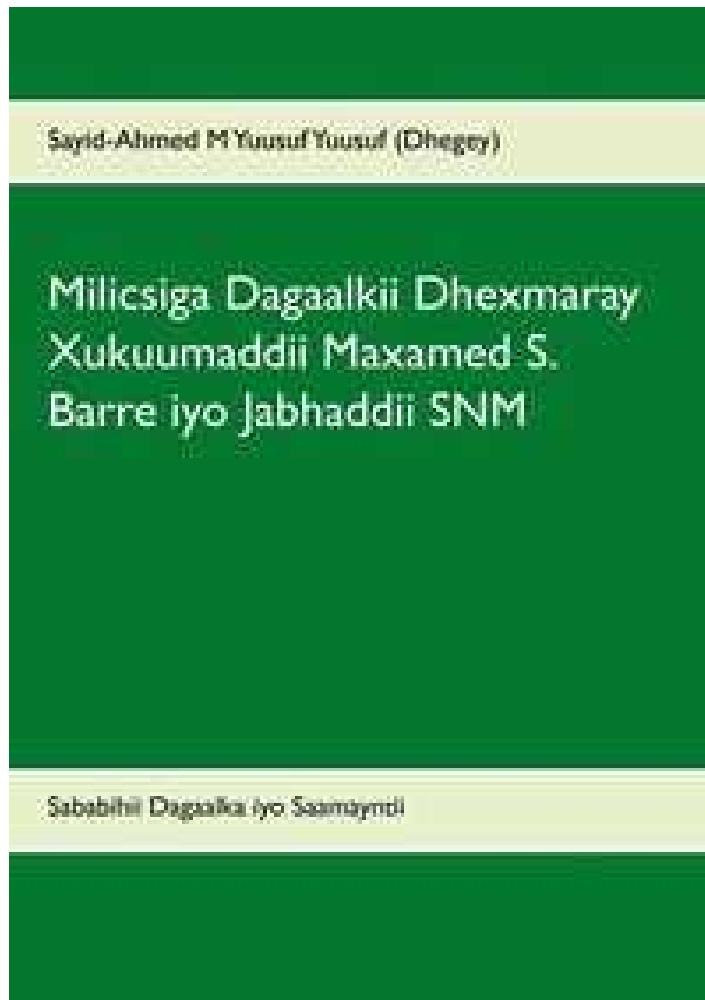 Sayid-Ahmed M Yuusuf Yuusuf (Dhegey)
Milicsiga Dagaalkii Dhexmaray
Xukuumaddii Maxamed S.
Barre iyo Jabhaddii SNM
Sababihii Dagaalka iyo Saamayntii